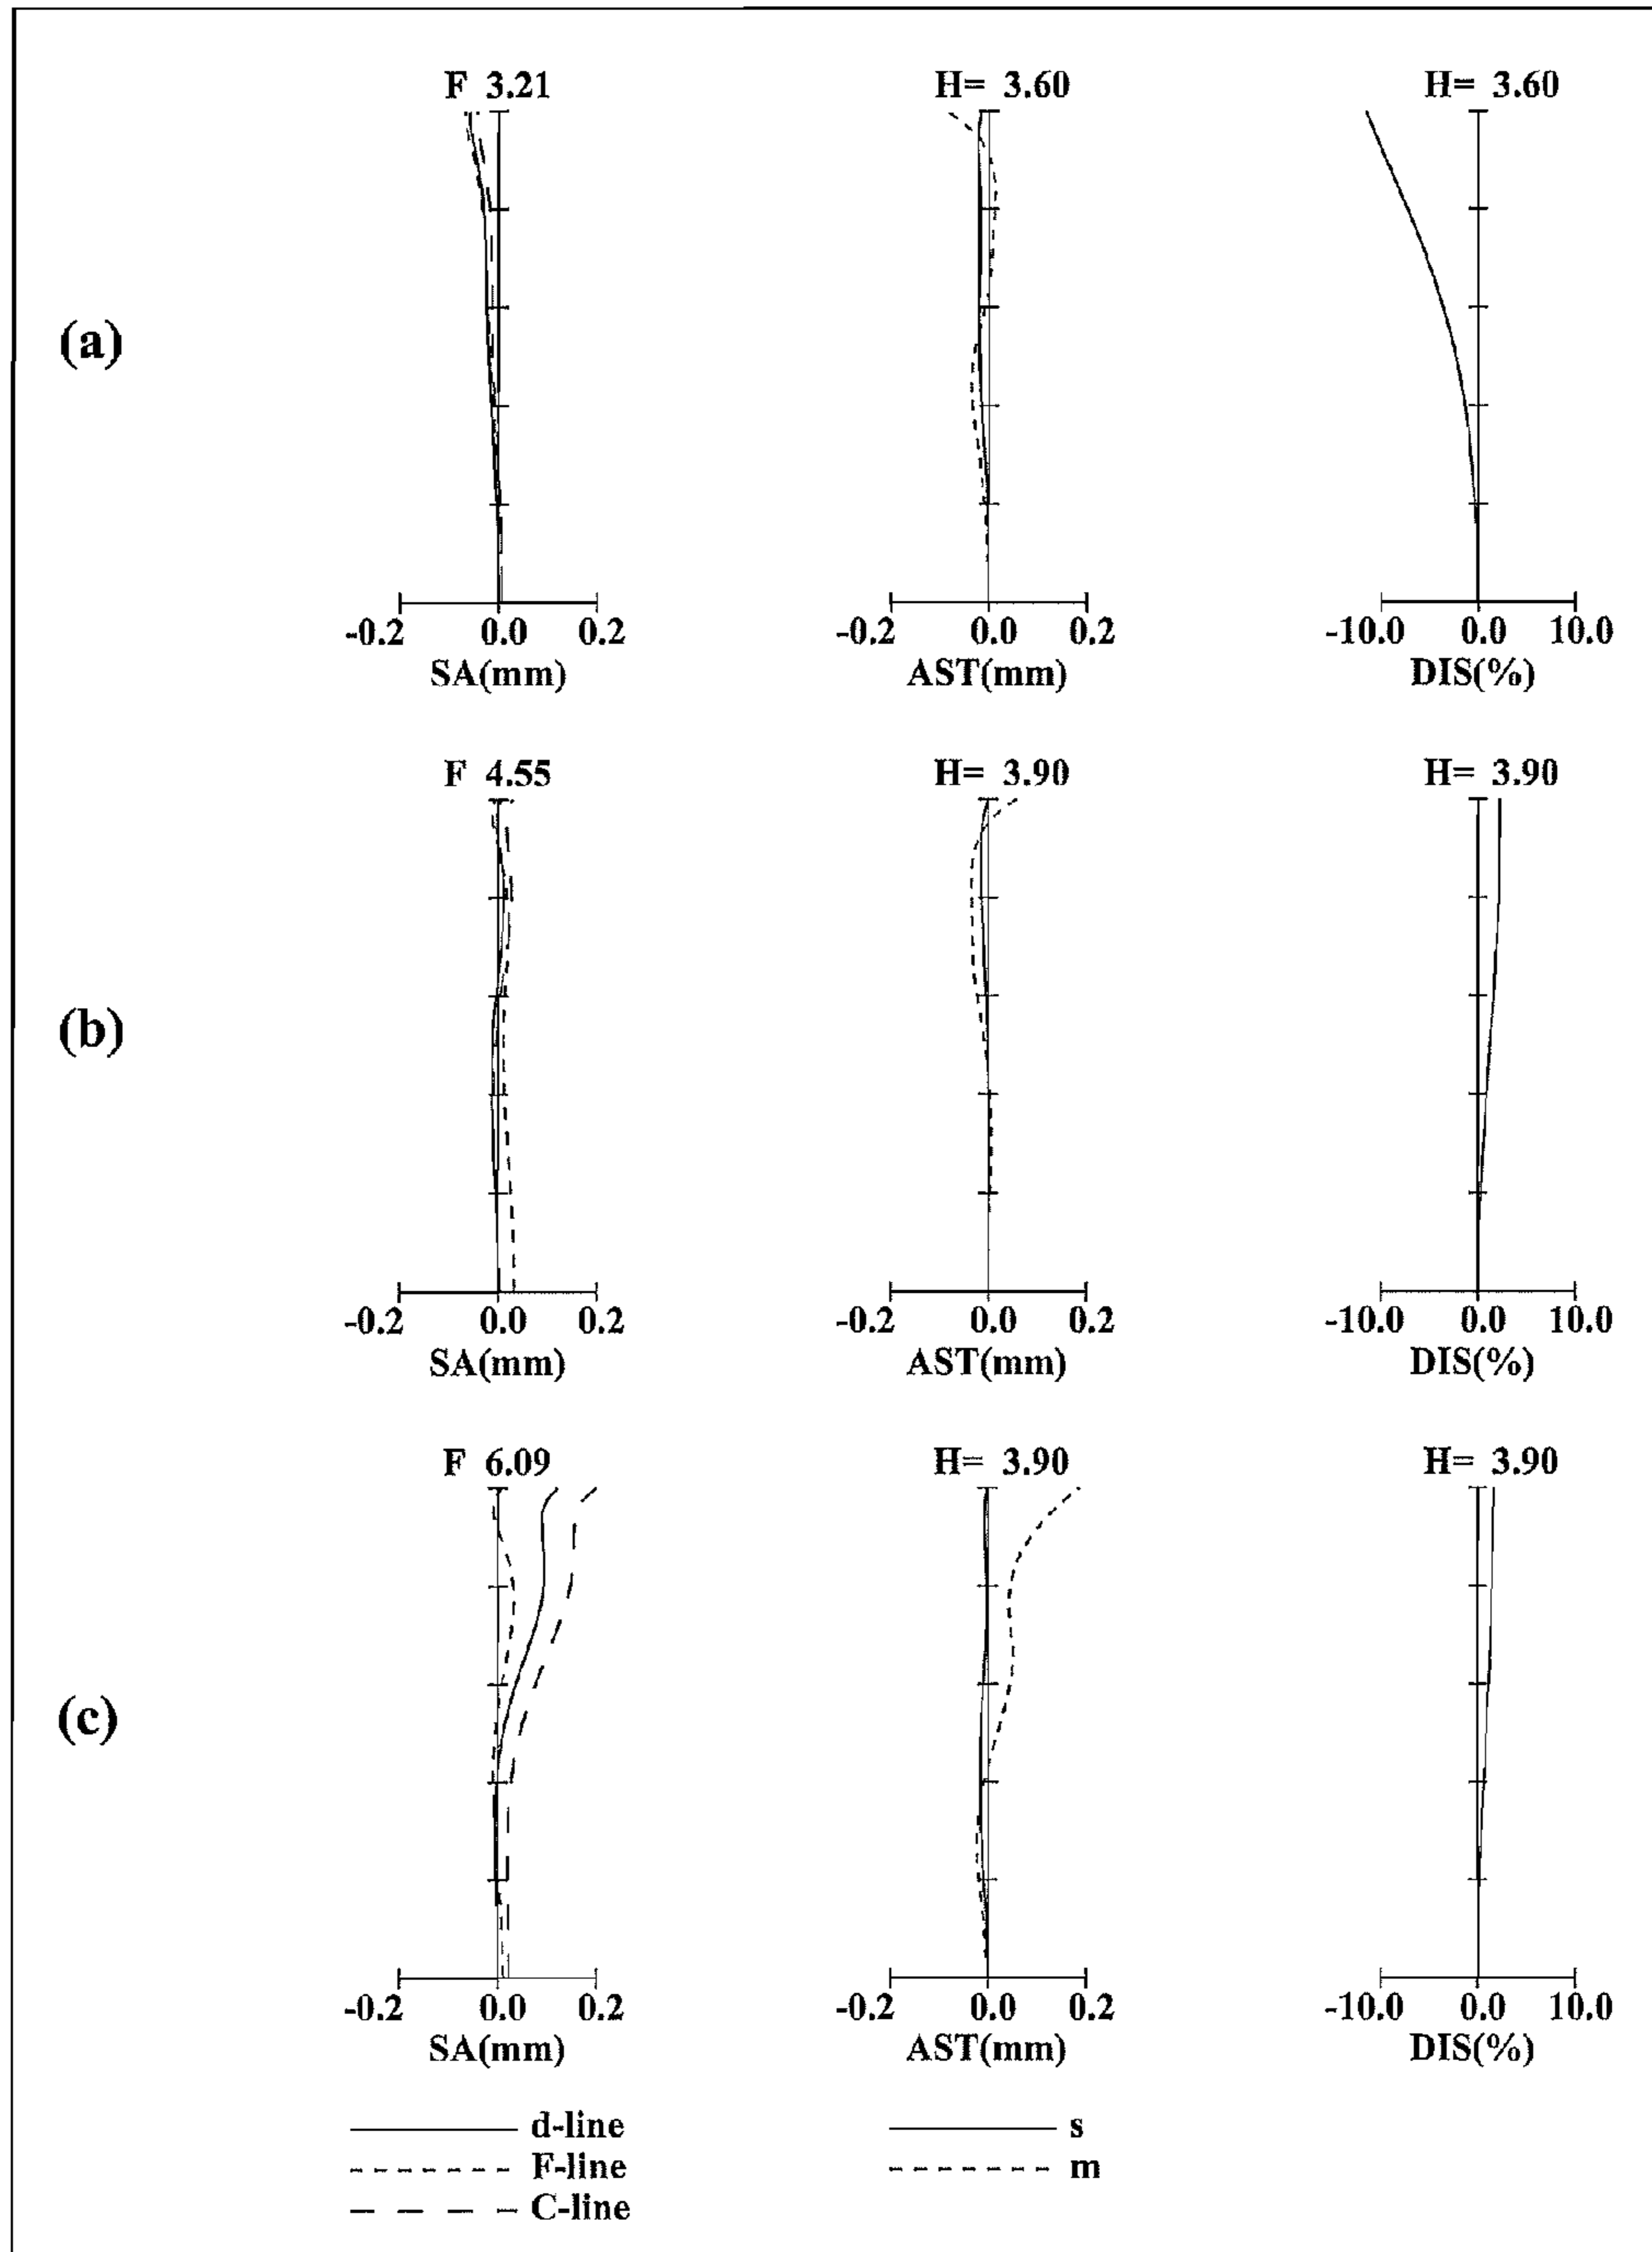 F 3.21 H= 3.60 H= 3.60
(a)
-0.2 0.0 0.2 -0.2 0.0 0.2 -10.0 0.0 10.0
SA(mm) AST(mm) DIS(%)
F 4.55 H= 3.90 H= 3.90
(b)
-0.2 0.0 0.2 -0.2 0.0 0.2 -10.0 0.0 10.0
SA(mm) AST(mm) DIS(%)
F 6.09 H= 3.90 H= 3.90
(c)
-0.2 0.0 0.2 -0.2 0.0 0.2 -10.0 0.0 10.0
SA(mm) AST(mm) DIS(%)
d-line s
F-line m
C-line